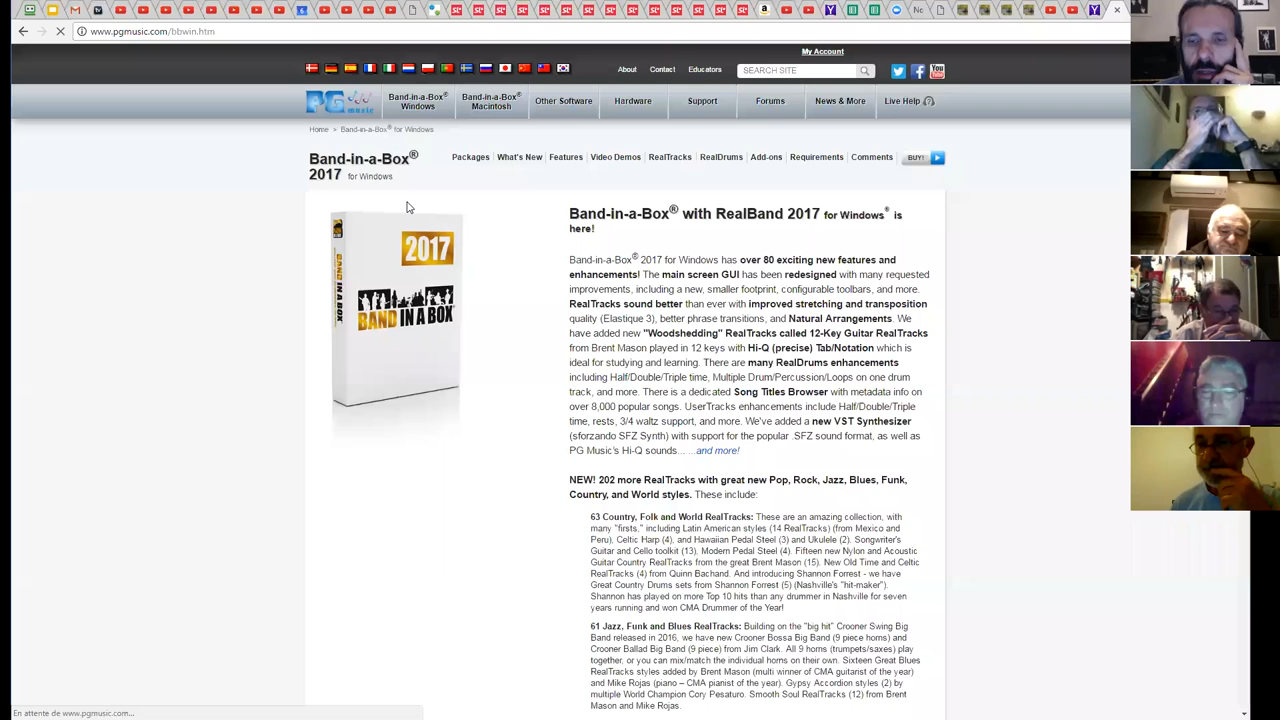 www.pgmusic.com/bbwin.htm
My Account
About Contact Educators SEARCH SITE
PG music
Band-in-a-Box® Windows
Band-in-a-Box® Macintosh
Other Software
Hardware
Support
Forums
News & More
Live Help
Home > Band-in-a-Box® for Windows
Band-in-a-Box®
2017 for Windows
Packages What's New Features Video Demos RealTracks RealDrums Add-ons Requirements Comments BUY!
2017
BAND IN A BOX
BAND IN A BOX
Band-in-a-Box® with RealBand 2017 for Windows® is
here!
Band-in-a-Box® 2017 for Windows has over 80 exciting new features and
enhancements! The main screen GUI has been redesigned with many requested
improvements, including a new, smaller footprint, configurable toolbars, and more.
RealTracks sound better than ever with improved stretching and transposition
quality (Elastique 3), better phrase transitions, and Natural Arrangements. We
have added new "Woodshedding" RealTracks called 12-Key Guitar RealTracks
from Brent Mason played in 12 keys with Hi-Q (precise) Tab/Notation which is
ideal for studying and learning. There are many RealDrums enhancements
including Half/Double/Triple time, Multiple Drum/Percussion/Loops on one drum
track, and more. There is a dedicated Song Titles Browser with metadata info on
over 8,000 popular songs. UserTracks enhancements include Half/Double/Triple
time, rests, 3/4 waltz support, and more. We've added a new VST Synthesizer
(sforzando SFZ Synth) with support for the popular .SFZ sound format, as well as
PG Music's Hi-Q sounds... ...and more!
NEW! 202 more RealTracks with great new Pop, Rock, Jazz, Blues, Funk,
Country, and World styles. These include:
63 Country, Folk and World RealTracks: These are an amazing collection, with
many "firsts," including Latin American styles (14 RealTracks) (from Mexico and
Peru), Celtic Harp (4), and Hawaiian Pedal Steel (3) and Ukulele (2). Songwriter's
Guitar and Cello toolkit (13), Modern Pedal Steel (4). Fifteen new Nylon and Acoustic
Guitar Country RealTracks from the great Brent Mason (15). New Old Time and Celtic
RealTracks (4) from Quinn Bachand. And introducing Shannon Forrest - we have
Great Country Drums sets from Shannon Forrest (5) (Nashville's "hit-maker").
Shannon has played on more Top 10 hits than any drummer in Nashville for seven
years running and won CMA Drummer of the Year!
61 Jazz, Funk and Blues RealTracks: Building on the "big hit" Crooner Swing Big
Band released in 2016, we have new Crooner Bossa Big Band (9 piece horns) and
Crooner Ballad Big Band (9 piece) from Jim Clark. All 9 horns (trumpets/saxes) play
together, or you can mix/match the individual horns on their own. Sixteen Great Blues
RealTracks styles added by Brent Mason (multi winner of CMA guitarist of the year)
and Mike Rojas (piano – CMA pianist of the year). Gypsy Accordion styles (2) by
multiple World Champion Cory Pesaturo. Smooth Soul RealTracks (12) from Brent
Mason and Mike Rojas.
En attente de www.pgmusic.com...